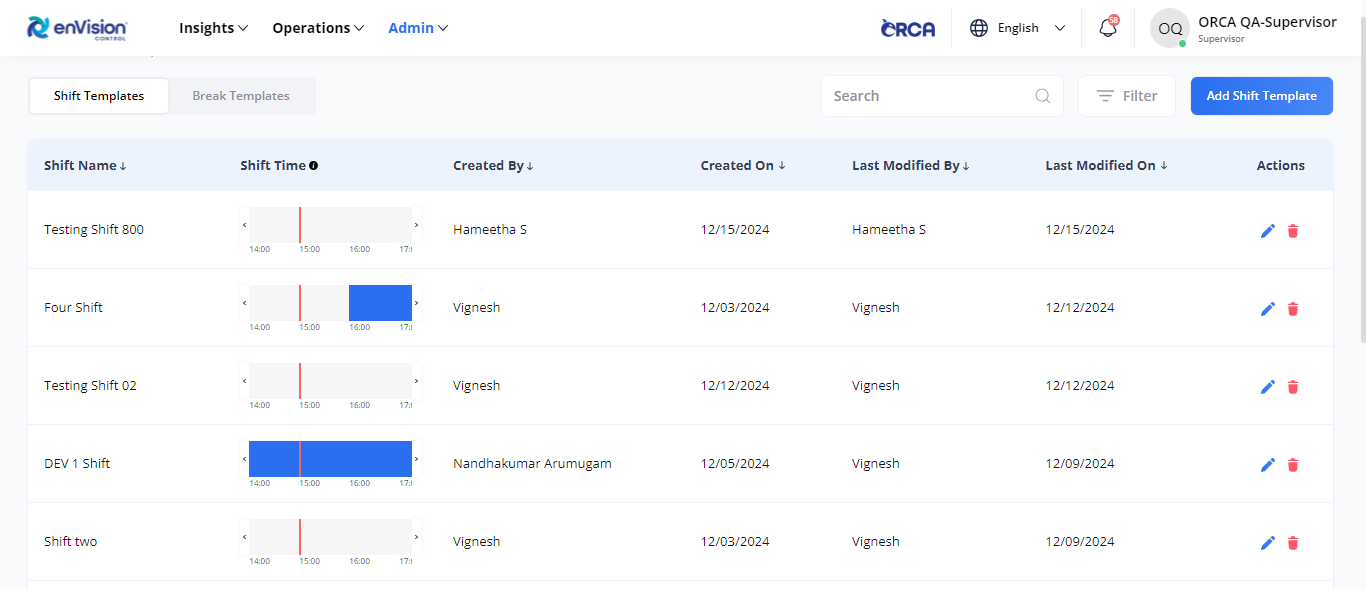 enVision
CONTROL
Insights
Operations
Admin
ORCA
English
58
OQ
ORCA QA-Supervisor
Supervisor
Shift Templates
Break Templates
Search
Filter
Add Shift Template
Shift Name Shift Time Created By Created On Last Modified By Last Modified On Actions
Testing Shift 800
14:00 15:00 16:00 17:
Hameetha S 12/15/2024 Hameetha S 12/15/2024
Four Shift
14:00 15:00 16:00 17:
Vignesh 12/03/2024 Vignesh 12/12/2024
Testing Shift 02
14:00 15:00 16:00 17:
Vignesh 12/12/2024 Vignesh 12/12/2024
DEV 1 Shift
14:00 15:00 16:00 17:
Nandhakumar Arumugam 12/05/2024 Vignesh 12/09/2024
Shift two
14:00 15:00 16:00 17:
Vignesh 12/03/2024 Vignesh 12/09/2024